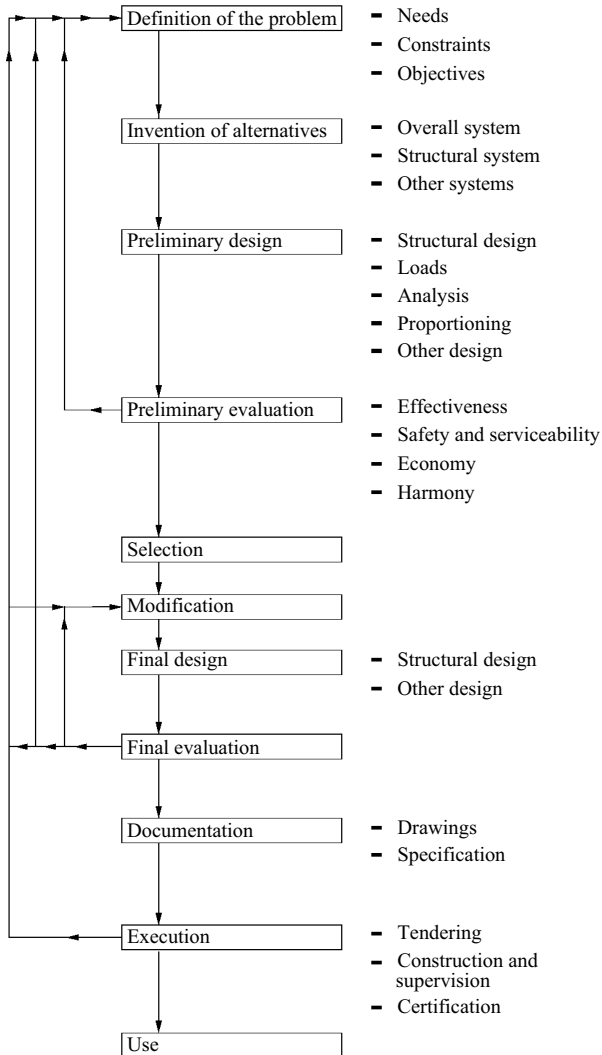 Definition of the problem
- Needs
- Constraints
- Objectives
Invention of alternatives
- Overall system
- Structural system
- Other systems
Preliminary design
- Structural design
- Loads
- Analysis
- Proportioning
- Other design
Preliminary evaluation
- Effectiveness
- Safety and serviceability
- Economy
- Harmony
Selection
Modification
Final design
- Structural design
- Other design
Final evaluation
Documentation
- Drawings
- Specification
Execution
- Tendering
- Construction and
supervision
- Certification
Use